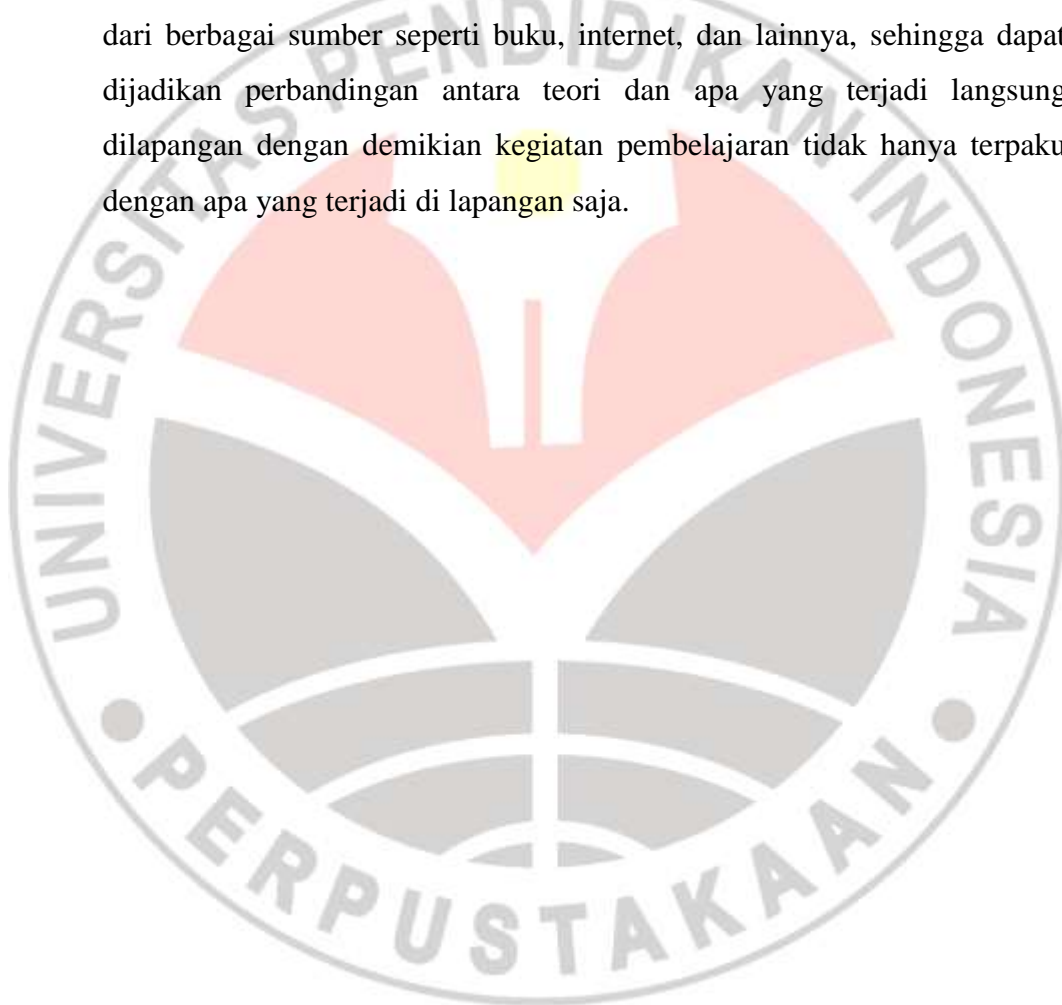 dari berbagai sumber seperti buku, internet, dan lainnya, sehingga dapat
dijadikan perbandingan antara teori dan apa yang terjadi langsung
dilapangan dengan demikian kegiatan pembelajaran tidak hanya terpaku
dengan apa yang terjadi di lapangan saja.
UNIVERSITAS PENDIDIKAN INDONESIA
PERPUSTAKAAN